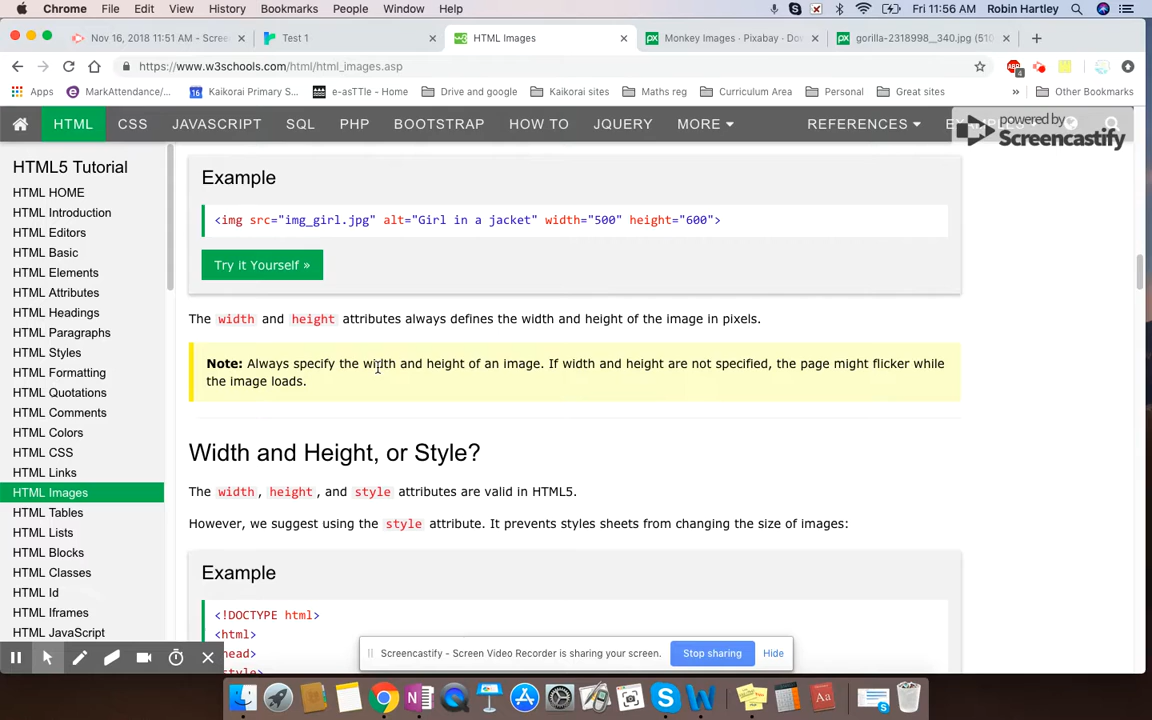 Chrome File Edit View History Bookmarks People Window Help Fri 11:56 AM Robin Hartley
Nov 16, 2018 11:51 AM - Scree Test 1 HTML Images Monkey Images · Pixabay · Do gorilla-2318998__340.jpg (510
https://www.w3schools.com/html/html_images.asp
Apps MarkAttendance/... Kaikorai Primary S... e-asTTle - Home Drive and google Kaikorai sites Maths reg Curriculum Area Personal Great sites » Other Bookmarks
HTML CSS JAVASCRIPT SQL PHP BOOTSTRAP HOW TO JQUERY MORE REFERENCES
powered by
Screencastify
HTML5 Tutorial
HTML HOME
HTML Introduction
HTML Editors
HTML Basic
HTML Elements
HTML Attributes
HTML Headings
HTML Paragraphs
HTML Styles
HTML Formatting
HTML Quotations
HTML Comments
HTML Colors
HTML CSS
HTML Links
HTML Images
HTML Tables
HTML Lists
HTML Blocks
HTML Classes
HTML Id
HTML Iframes
HTML JavaScript
Example
<img src="img_girl.jpg" alt="Girl in a jacket" width="500" height="600">
Try it Yourself »
The width and height attributes always defines the width and height of the image in pixels.
Note: Always specify the width and height of an image. If width and height are not specified, the page might flicker while
the image loads.
Width and Height, or Style?
The width, height, and style attributes are valid in HTML5.
However, we suggest using the style attribute. It prevents styles sheets from changing the size of images:
Example
<!DOCTYPE html>
<html>
head>
Screencastify - Screen Video Recorder is sharing your screen. Stop sharing Hide